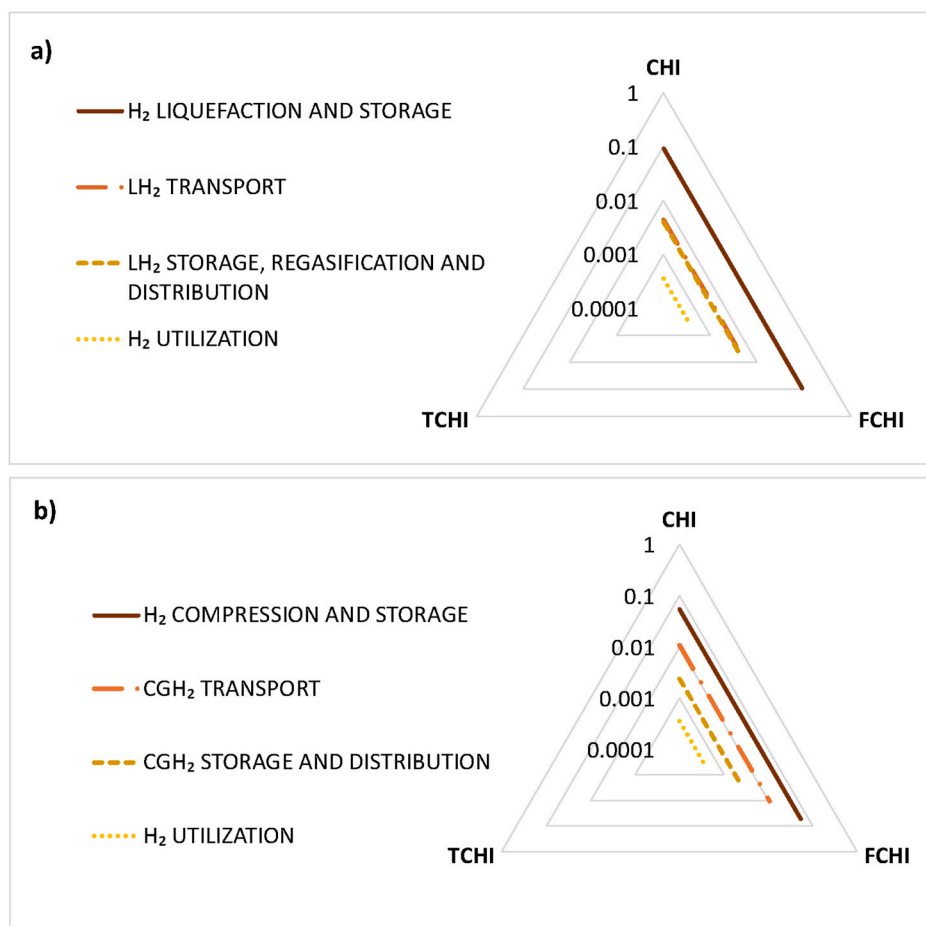 a)
CHI
1
H₂ LIQUEFACTION AND STORAGE
0.1
LH₂ TRANSPORT
0.01
LH₂ STORAGE, REGASIFICATION AND
DISTRIBUTION
0.001
0.0001
H₂ UTILIZATION
TCHI
FCHI
b)
CHI
1
0.1
H₂ COMPRESSION AND STORAGE
0.01
CGH₂ TRANSPORT
0.001
0.0001
CGH₂ STORAGE AND DISTRIBUTION
H₂ UTILIZATION
TCHI
FCHI